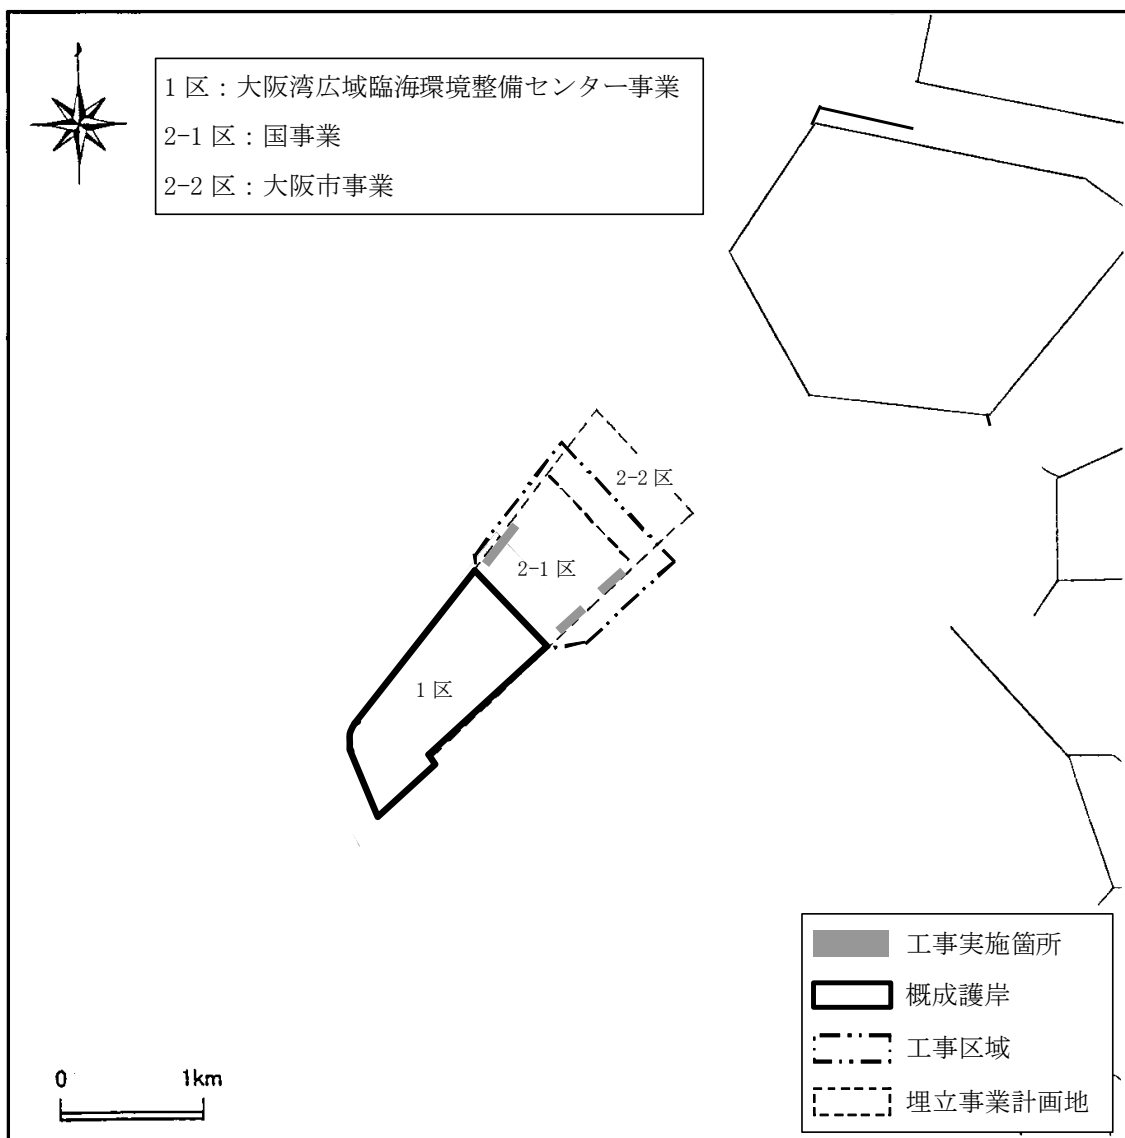 1 区：大阪湾広域臨海環境整備センター事業
2-1 区：国事業
2-2 区：大阪市事業
2-2 区
2-1 区
1 区
工事実施箇所
概成護岸
工事区域
埋立事業計画地
0 1km